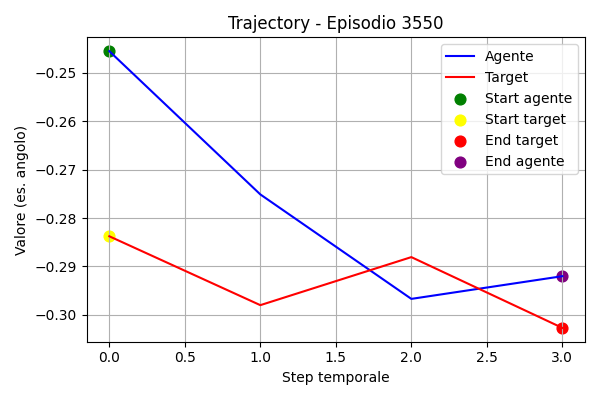 Trajectory - Episodio 3550
Valore (es. angolo)
−0.25
−0.26
−0.27
−0.28
−0.29
−0.30
Agente
Target
Start agente
Start target
End target
End agente
0.0 0.5 1.0 1.5 2.0 2.5 3.0
Step temporale